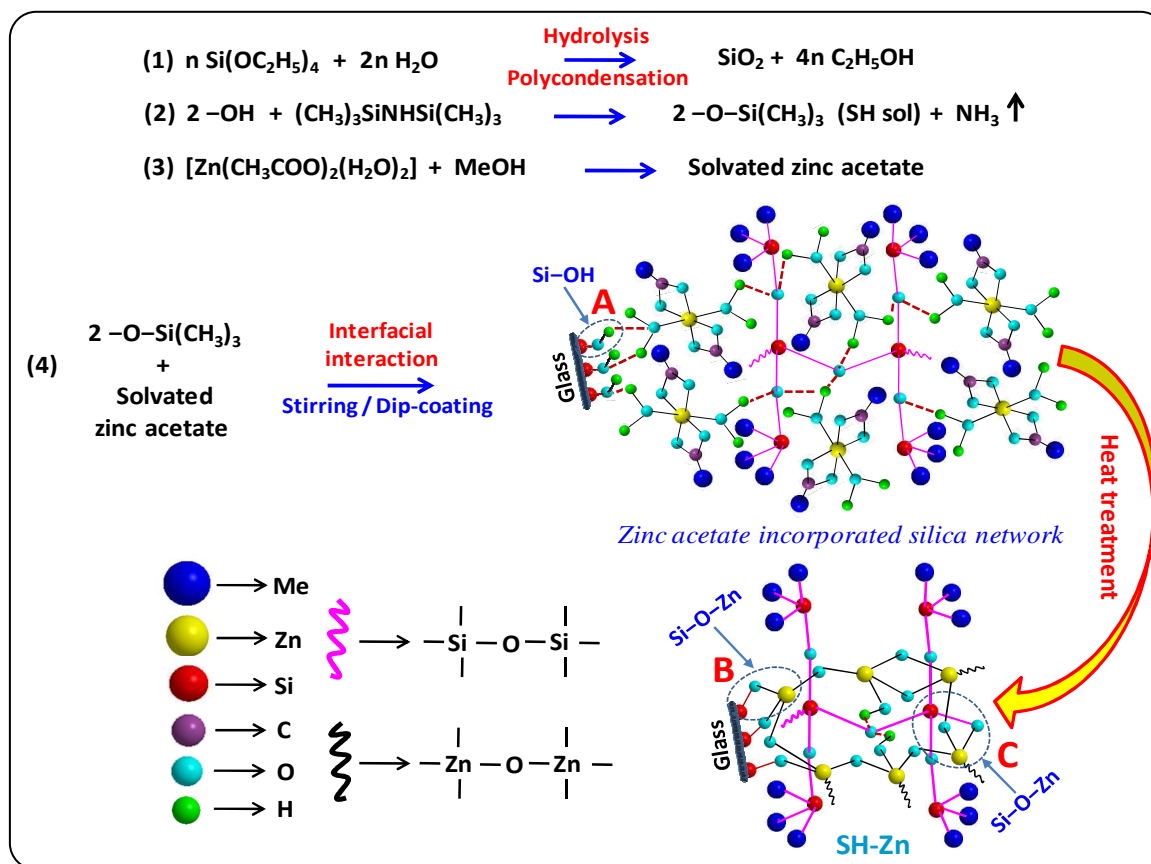 (1) n Si(OC₂H₅)₄ + 2n H₂O Hydrolysis Polycondensation SiO₂ + 4n C₂H₅OH
(2) 2 –OH + (CH₃)₃SiNHSi(CH₃)₃ 2 –O–Si(CH₃)₃ (SH sol) + NH₃ ↑
(3) [Zn(CH₃COO)₂(H₂O)₂] + MeOH Solvated zinc acetate
Si–OH
A
Glass
(4) 2 –O–Si(CH₃)₃
+
Solvated
zinc acetate
Interfacial
interaction
Stirring / Dip-coating
Heat treatment
Zinc acetate incorporated silica network
Me
Zn
Si
C
O
H
–Si–O–Si–
–Zn–O–Zn–
Si–O–Zn
B
Glass
C
Si–O–Zn
SH-Zn